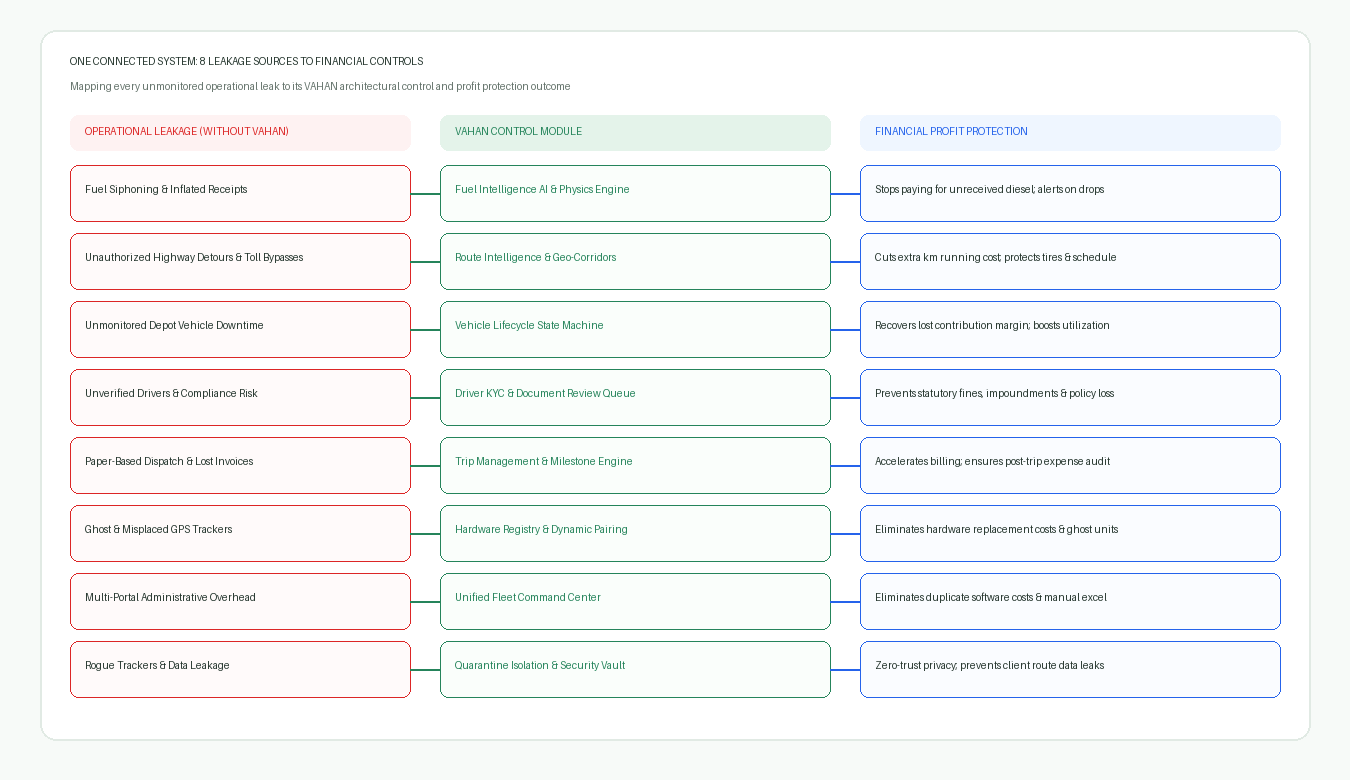 ONE CONNECTED SYSTEM: 8 LEAKAGE SOURCES TO FINANCIAL CONTROLS
Mapping every unmonitored operational leak to its VAHAN architectural control and profit protection outcome
OPERATIONAL LEAKAGE (WITHOUT VAHAN)
VAHAN CONTROL MODULE
FINANCIAL PROFIT PROTECTION
Fuel Siphoning & Inflated Receipts
Fuel Intelligence AI & Physics Engine
Stops paying for unreceived diesel; alerts on drops
Unauthorized Highway Detours & Toll Bypasses
Route Intelligence & Geo-Corridors
Cuts extra km running cost; protects tires & schedule
Unmonitored Depot Vehicle Downtime
Vehicle Lifecycle State Machine
Recovers lost contribution margin; boosts utilization
Unverified Drivers & Compliance Risk
Driver KYC & Document Review Queue
Prevents statutory fines, impoundments & policy loss
Paper-Based Dispatch & Lost Invoices
Trip Management & Milestone Engine
Accelerates billing; ensures post-trip expense audit
Ghost & Misplaced GPS Trackers
Hardware Registry & Dynamic Pairing
Eliminates hardware replacement costs & ghost units
Multi-Portal Administrative Overhead
Unified Fleet Command Center
Eliminates duplicate software costs & manual excel
Rogue Trackers & Data Leakage
Quarantine Isolation & Security Vault
Zero-trust privacy; prevents client route data leaks